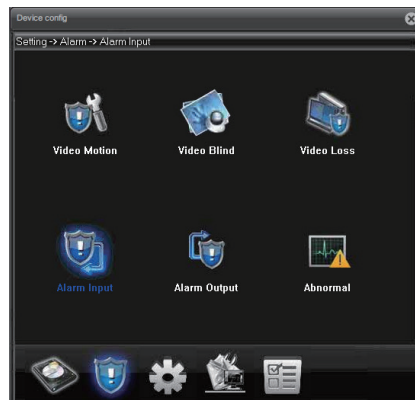 Device config
Setting -> Alarm -> Alarm Input
Video Motion Video Blind Video Loss
Alarm Input Alarm Output Abnormal